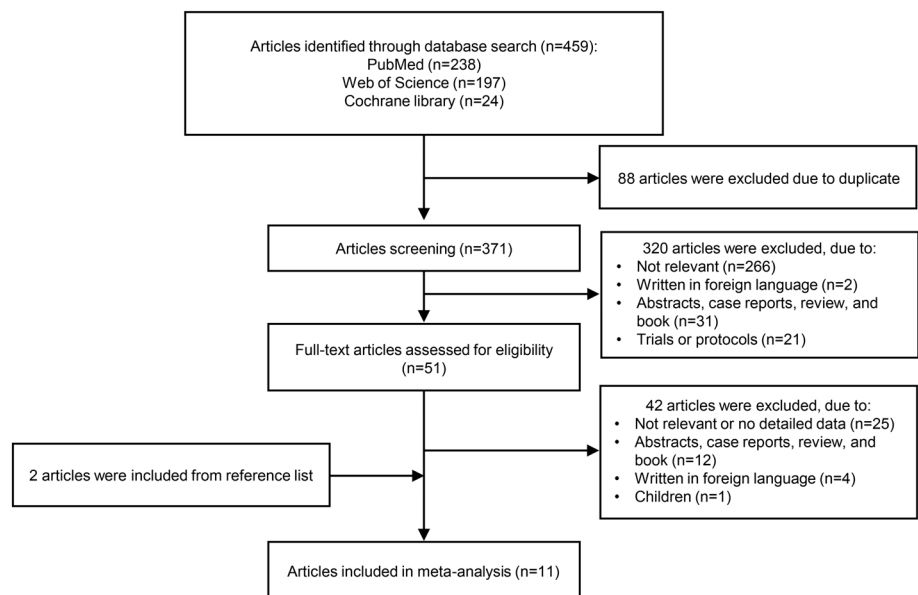 Articles identified through database search (n=459):
PubMed (n=238)
Web of Science (n=197)
Cochrane library (n=24)
88 articles were excluded due to duplicate
Articles screening (n=371)
320 articles were excluded, due to:
• Not relevant (n=266)
• Written in foreign language (n=2)
• Abstracts, case reports, review, and
book (n=31)
• Trials or protocols (n=21)
Full-text articles assessed for eligibility
(n=51)
42 articles were excluded, due to:
• Not relevant or no detailed data (n=25)
• Abstracts, case reports, review, and
book (n=12)
• Written in foreign language (n=4)
• Children (n=1)
2 articles were included from reference list
Articles included in meta-analysis (n=11)